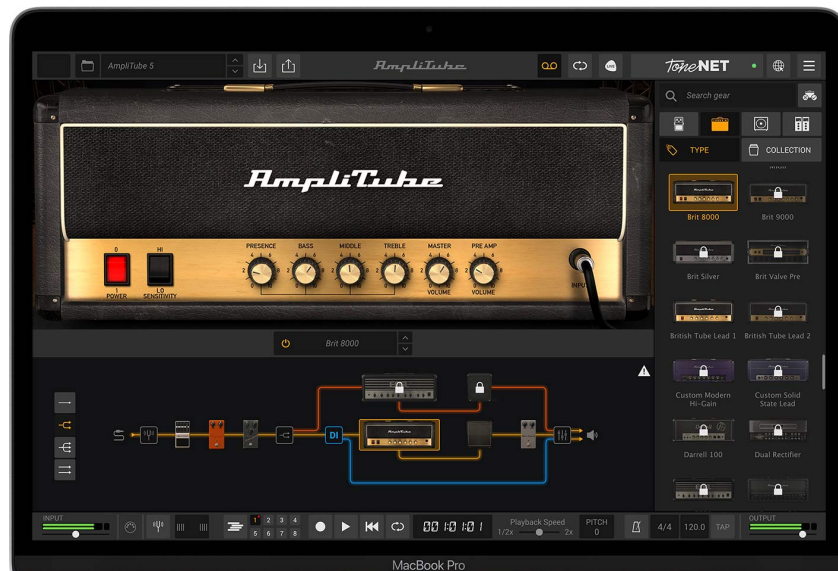 AmpliTube 5
AmpliTube
LIVE
ToneNET
Search gear
TYPE
COLLECTION
AmpliTube
0
1
POWER
HI
LO
SENSITIVITY
PRESENCE
BASS
MIDDLE
TREBLE
MASTER
VOLUME
PRE AMP
VOLUME
INPUT
Brit 8000
Brit 9000
Brit Silver
Brit Valve Pre
British Tube Lead 1
British Tube Lead 2
Custom Modern
Hi-Gain
Custom Solid
State Lead
Darrell 100
Dual Rectifier
Brit 8000
DI
INPUT
1 2 3 4
5 6 7 8
001:01:01
Playback Speed
1/2x
2x
PITCH
0
4/4
120.0
TAP
OUTPUT
MacBook Pro